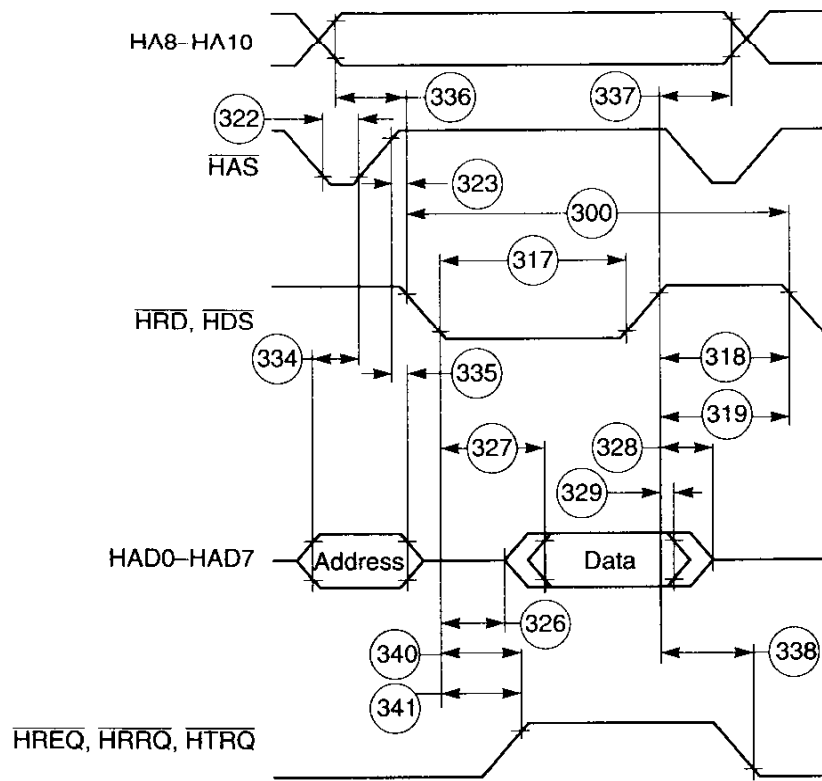 HA8–HA10
336
337
322
HAS
323
300
317
HRD, HDS
334
335
318
319
327
328
329
HAD0–HAD7
Address
Data
326
340
338
341
HREQ, HRRQ, HTRQ